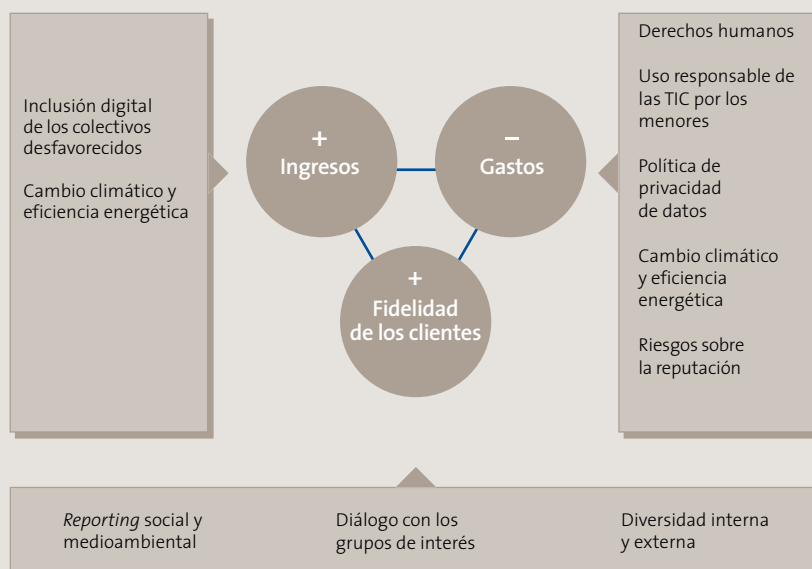 Inclusión digital
de los colectivos
desfavorecidos
Cambio climático y
eficiencia energética
+
Ingresos
–
Gastos
+
Fidelidad
de los clientes
Derechos humanos
Uso responsable de
las TIC por los
menores
Política de
privacidad
de datos
Cambio climático
y eficiencia
energética
Riesgos sobre
la reputación
Reporting social y
medioambiental
Diálogo con los
grupos de interés
Diversidad interna
y externa